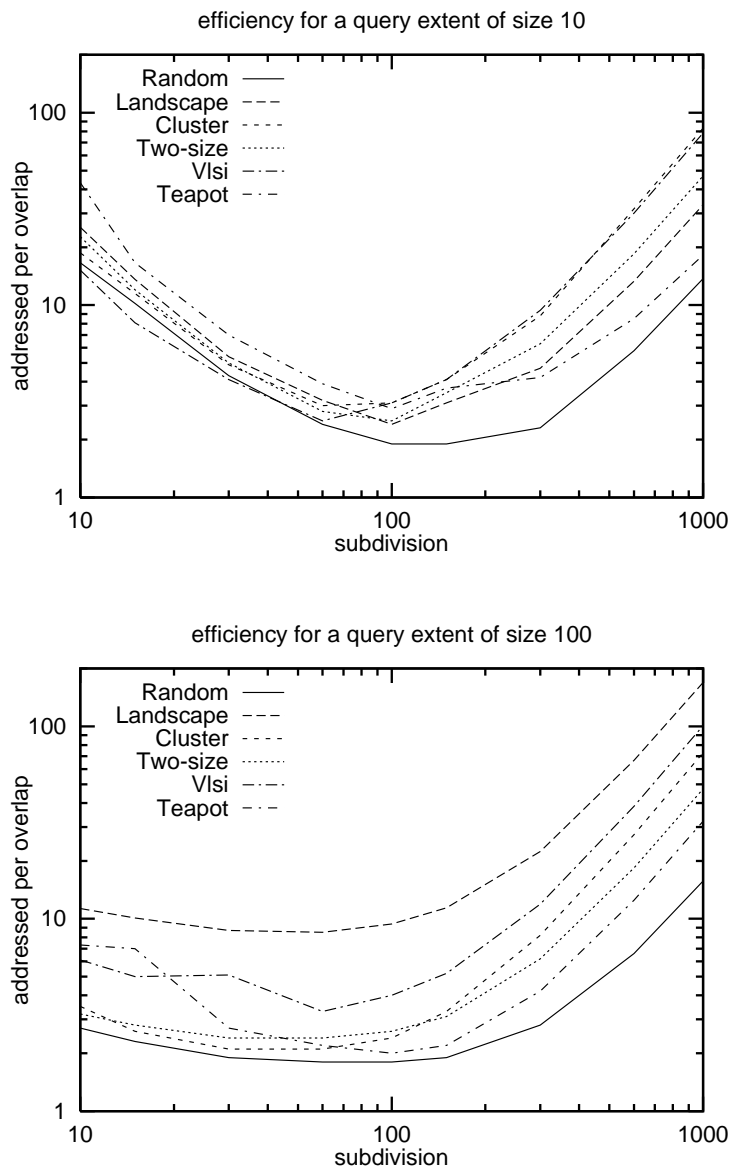 efficiency for a query extent of size 10
Random
Landscape
Cluster
Two-size
Vlsi
Teapot
addressed per overlap
100
10
1
10
100
1000
subdivision
efficiency for a query extent of size 100
Random
Landscape
Cluster
Two-size
Vlsi
Teapot
addressed per overlap
100
10
1
10
100
1000
subdivision